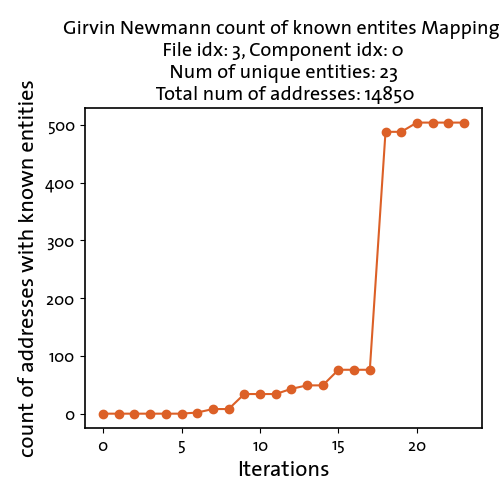 Girvin Newmann count of known entites Mapping
File idx: 3, Component idx: 0
Num of unique entities: 23
Total num of addresses: 14850
count of addresses with known entities
500
400
300
200
100
0
0 5 10 15 20
Iterations